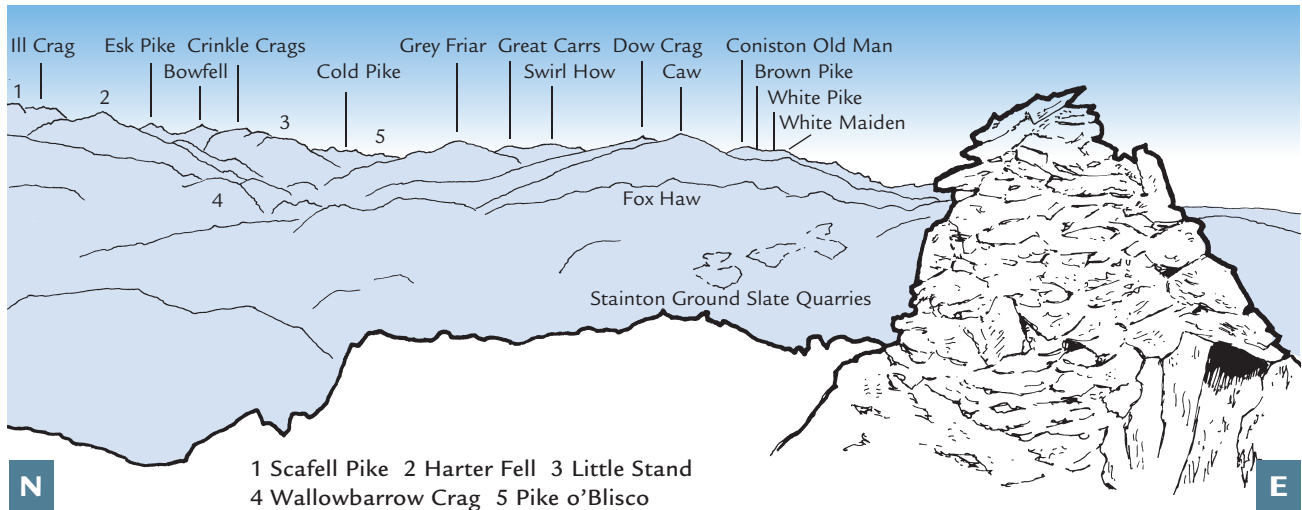 Ill Crag Esk Pike Crinkle Crags Grey Friar Great Carrs Dow Crag Coniston Old Man
Bowfell Cold Pike Swirl How Caw Brown Pike
1 2 White Pike
3 5 White Maiden
4 Fox Haw
Stainton Ground Slate Quarries
1 Scafell Pike 2 Harter Fell 3 Little Stand
4 Wallowbarrow Crag 5 Pike o’Blisco
N E